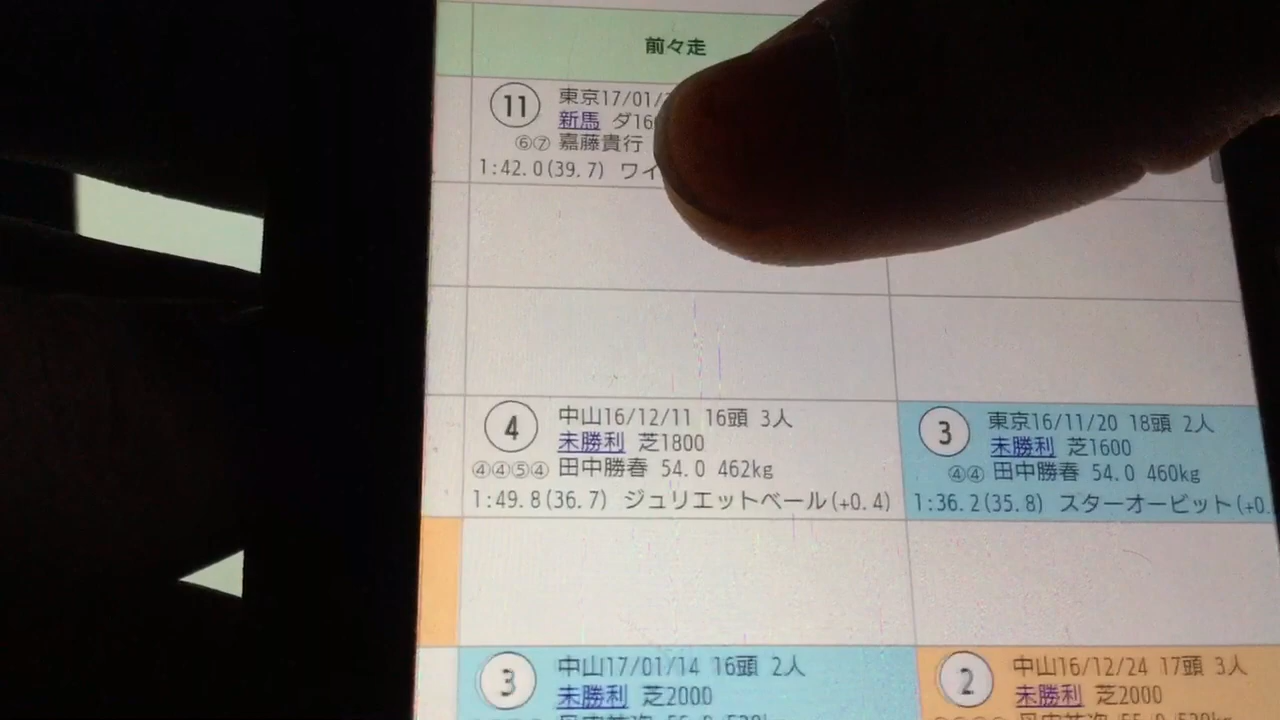 前々走
11
東京17/01/
新馬 ダ16
⑥⑦ 嘉藤貴行
1:42.0(39.7) ワイ
4
中山16/12/11 16頭 3人
未勝利 芝1800
④④⑤④ 田中勝春 54.0 462kg
1:49.8(36.7) ジュリエットベール(+0.4)
3
東京16/11/20 18頭 2人
未勝利 芝1600
④④ 田中勝春 54.0 460kg
1:36.2(35.8) スターオービット(+0.
3
中山17/01/14 16頭 2人
未勝利 芝2000
2
中山16/12/24 17頭 3人
未勝利 芝2000